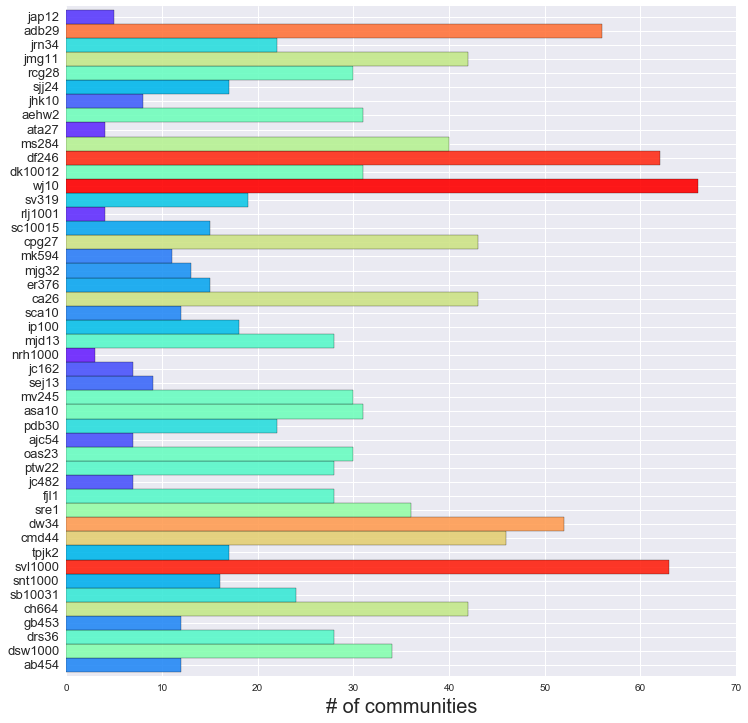 jap12
adb29
jrn34
jmg11
rcg28
sjj24
jhk10
aehw2
ata27
ms284
df246
dk10012
wj10
sv319
rlj1001
sc10015
cpg27
mk594
mjg32
er376
ca26
sca10
ip100
mjd13
nrh1000
jc162
sej13
mv245
asa10
pdb30
ajc54
oas23
ptw22
jc482
fjl1
sre1
dw34
cmd44
tpjk2
svl1000
snt1000
sb10031
ch664
gb453
drs36
dsw1000
ab454
0 10 20 30 40 50 60 70
# of communities